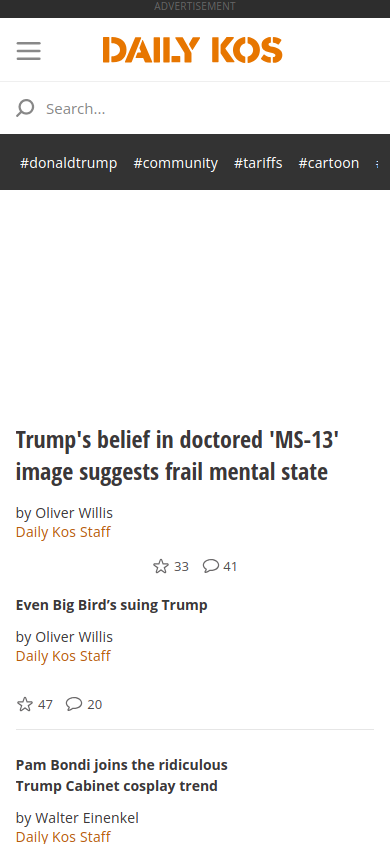 ADVERTISEMENT
DAILY KOS
Search...
#donaldtrump #community #tariffs #cartoon
Trump's belief in doctored 'MS-13'
image suggests frail mental state
by Oliver Willis
Daily Kos Staff
33 41
Even Big Bird’s suing Trump
by Oliver Willis
Daily Kos Staff
47 20
Pam Bondi joins the ridiculous
Trump Cabinet cosplay trend
by Walter Einenkel
Daily Kos Staff